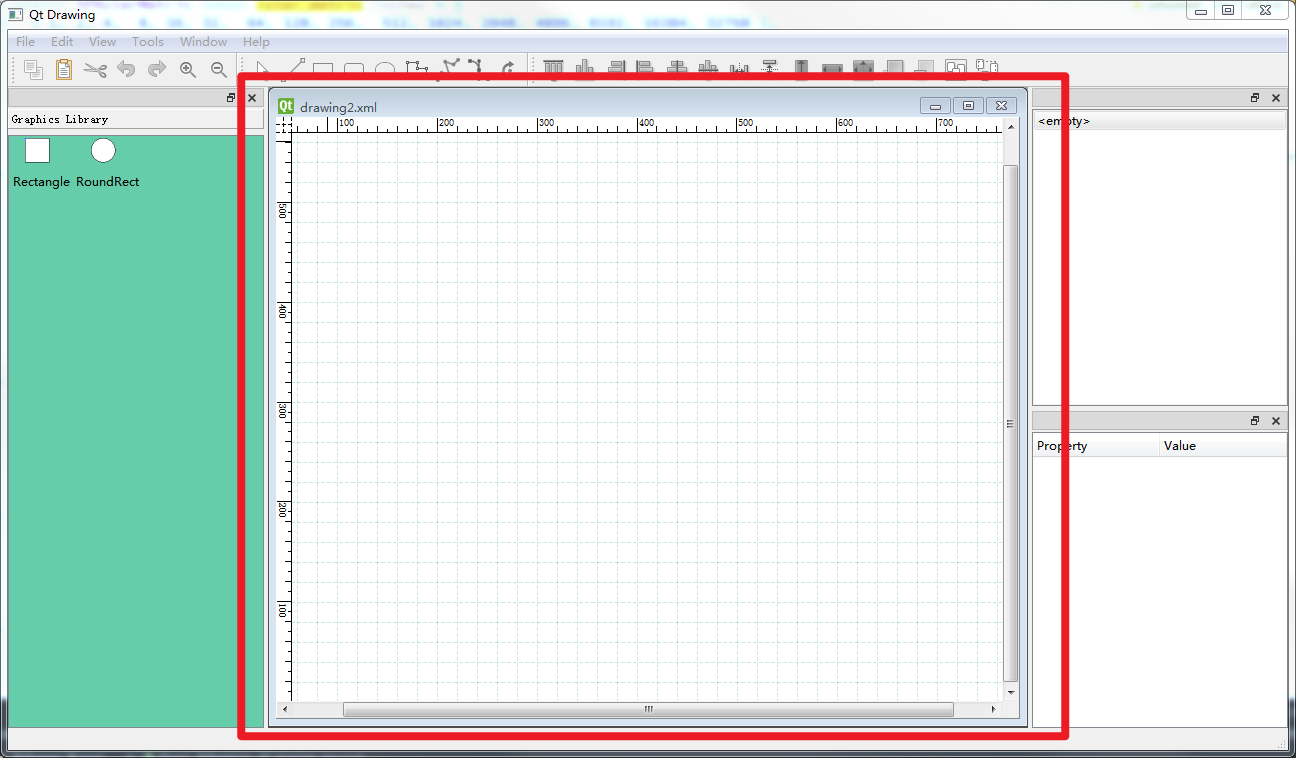 Qt Drawing
File Edit View Tools Window Help
Graphics Library
Rectangle RoundRect
Qt drawing2.xml
100 200 300 400 500 600 700
500
400
300
200
100
<empty>
Property Value